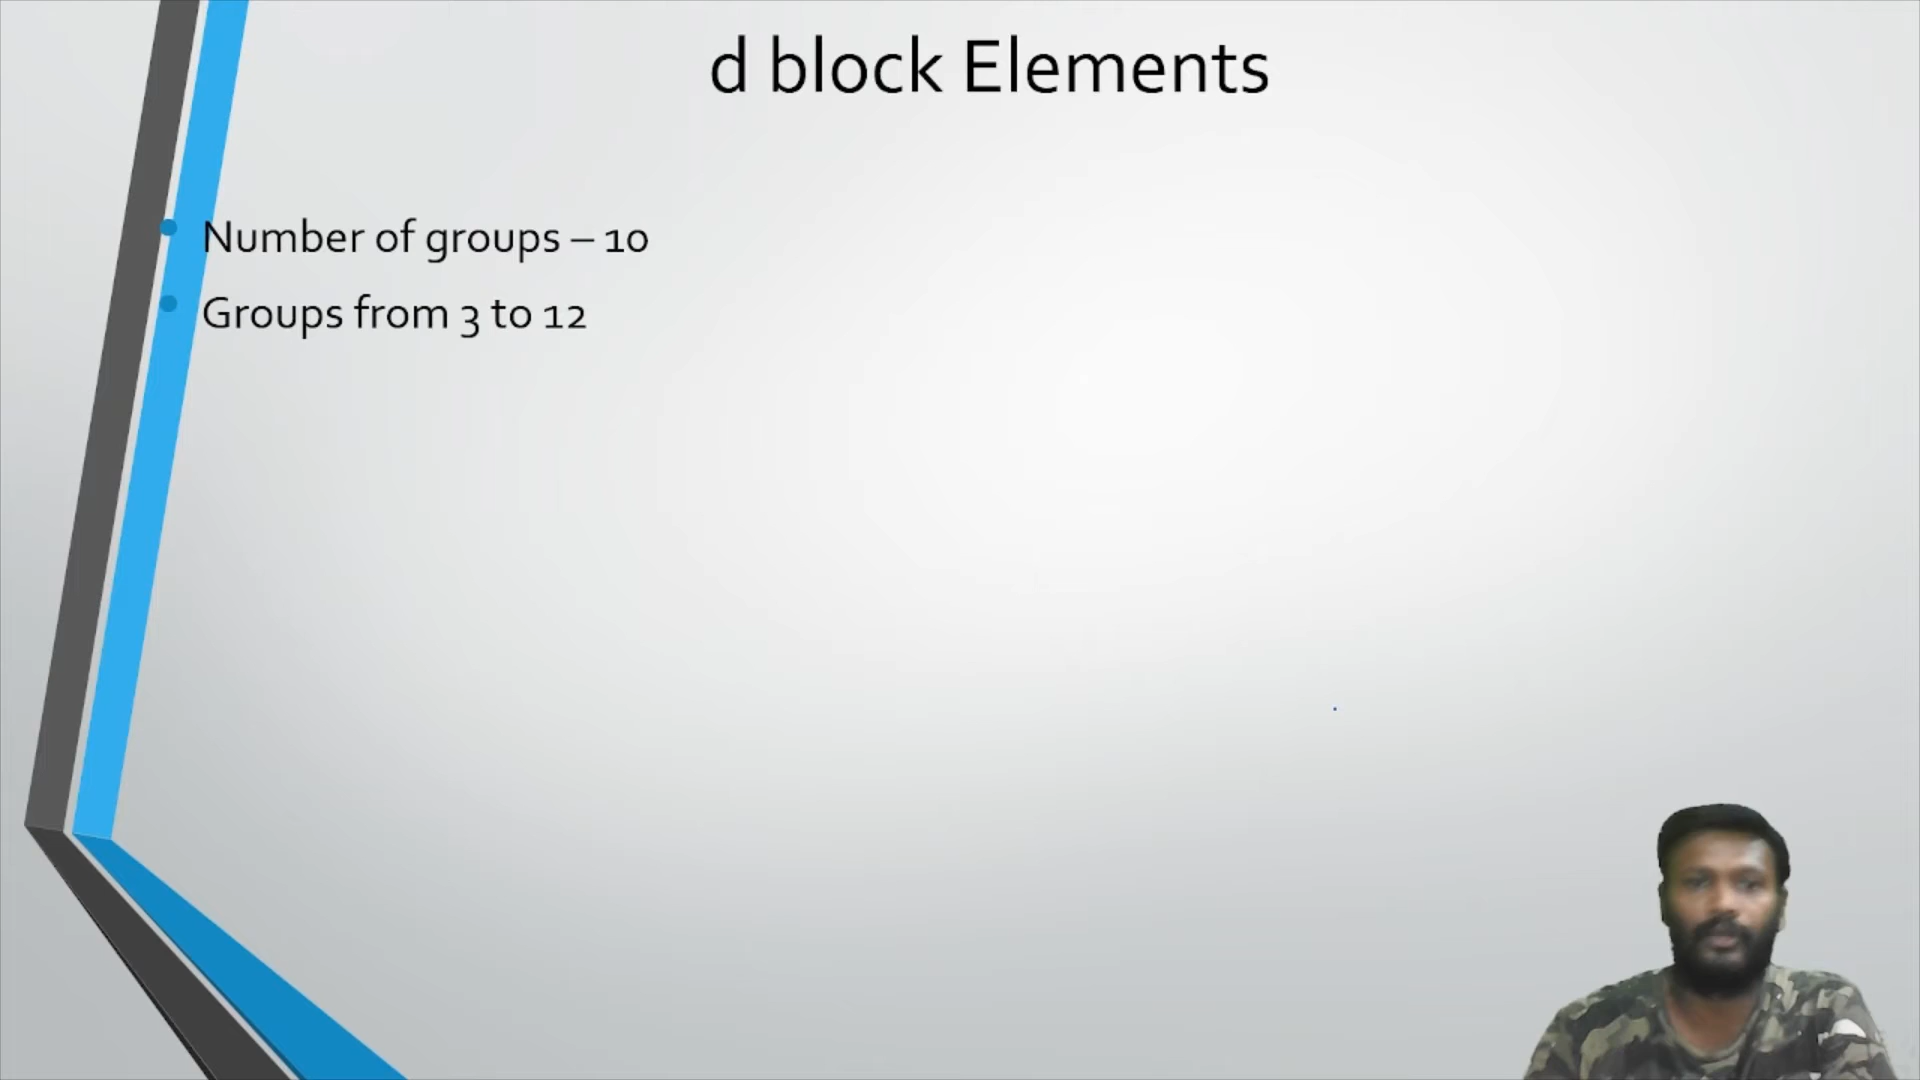 d block Elements
Number of groups – 10
Groups from 3 to 12